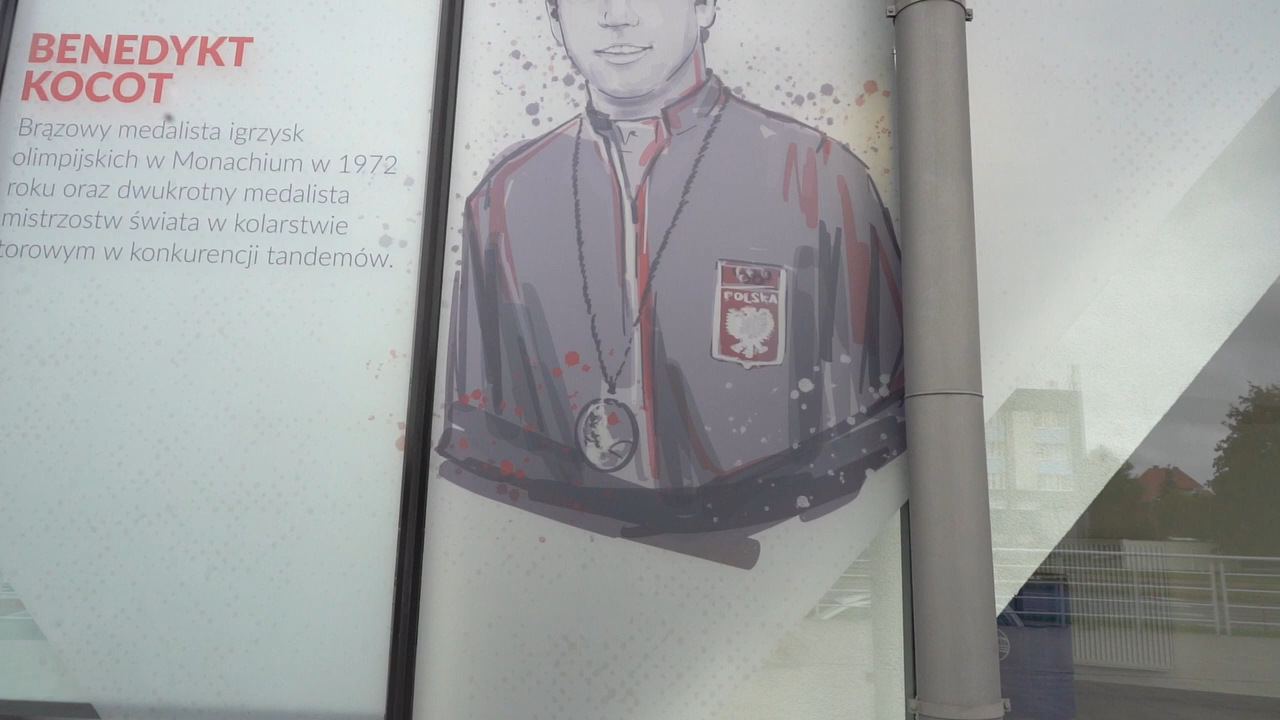 BENEDYKT
KOCOT
Brązowy medalista igrzysk
olimpijskich w Monachium w 1972
roku oraz dwukrotny medalista
mistrzostw świata w kolarstwie
torowym w konkurencji tandemów.
POLSKA